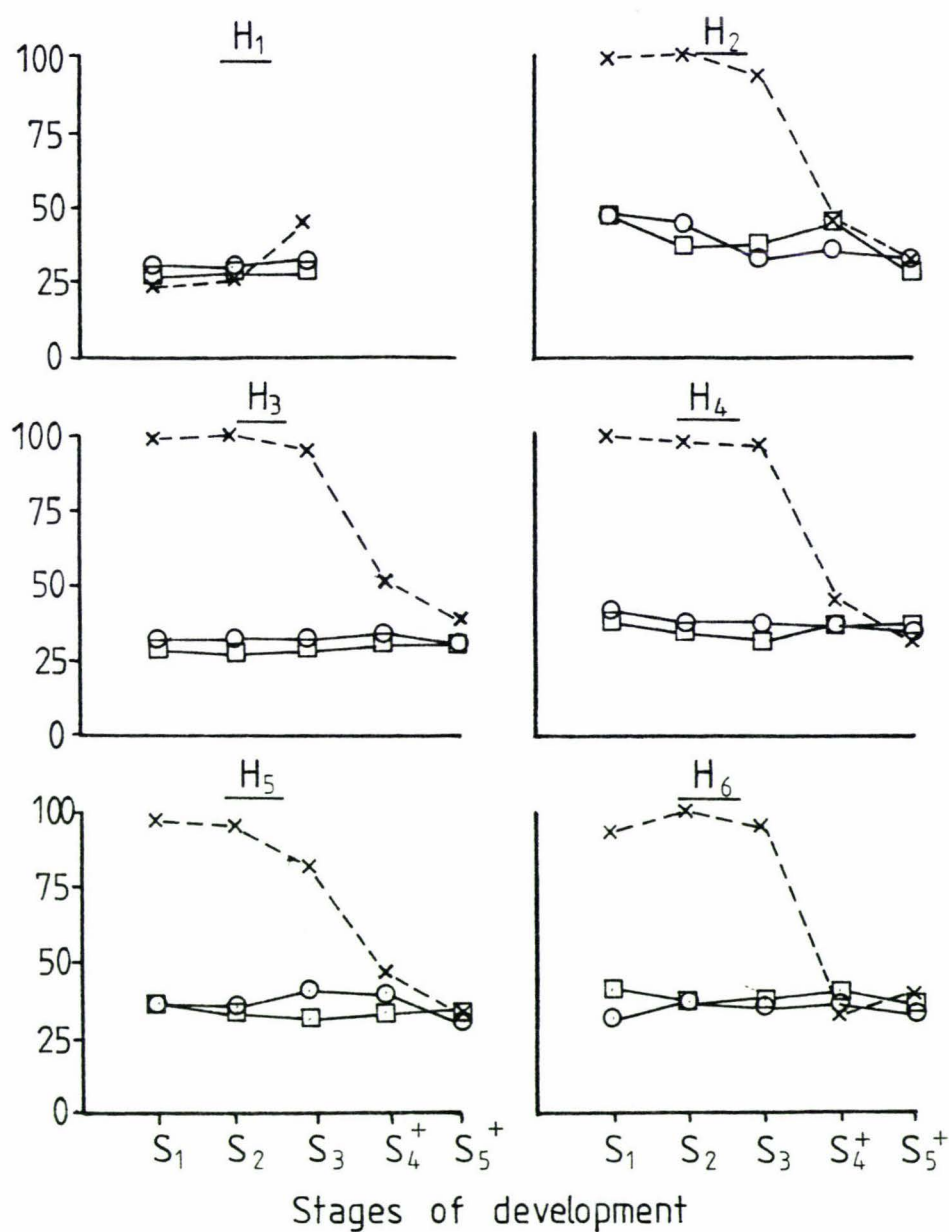 H₁
H₂
100
75
50
25
0
H₃
H₄
100
75
50
25
0
H₅
H₆
100
75
50
25
0
S₁ S₂ S₃ S₄⁺ S₅⁺
S₁ S₂ S₃ S₄⁺ S₅⁺
Stages of development